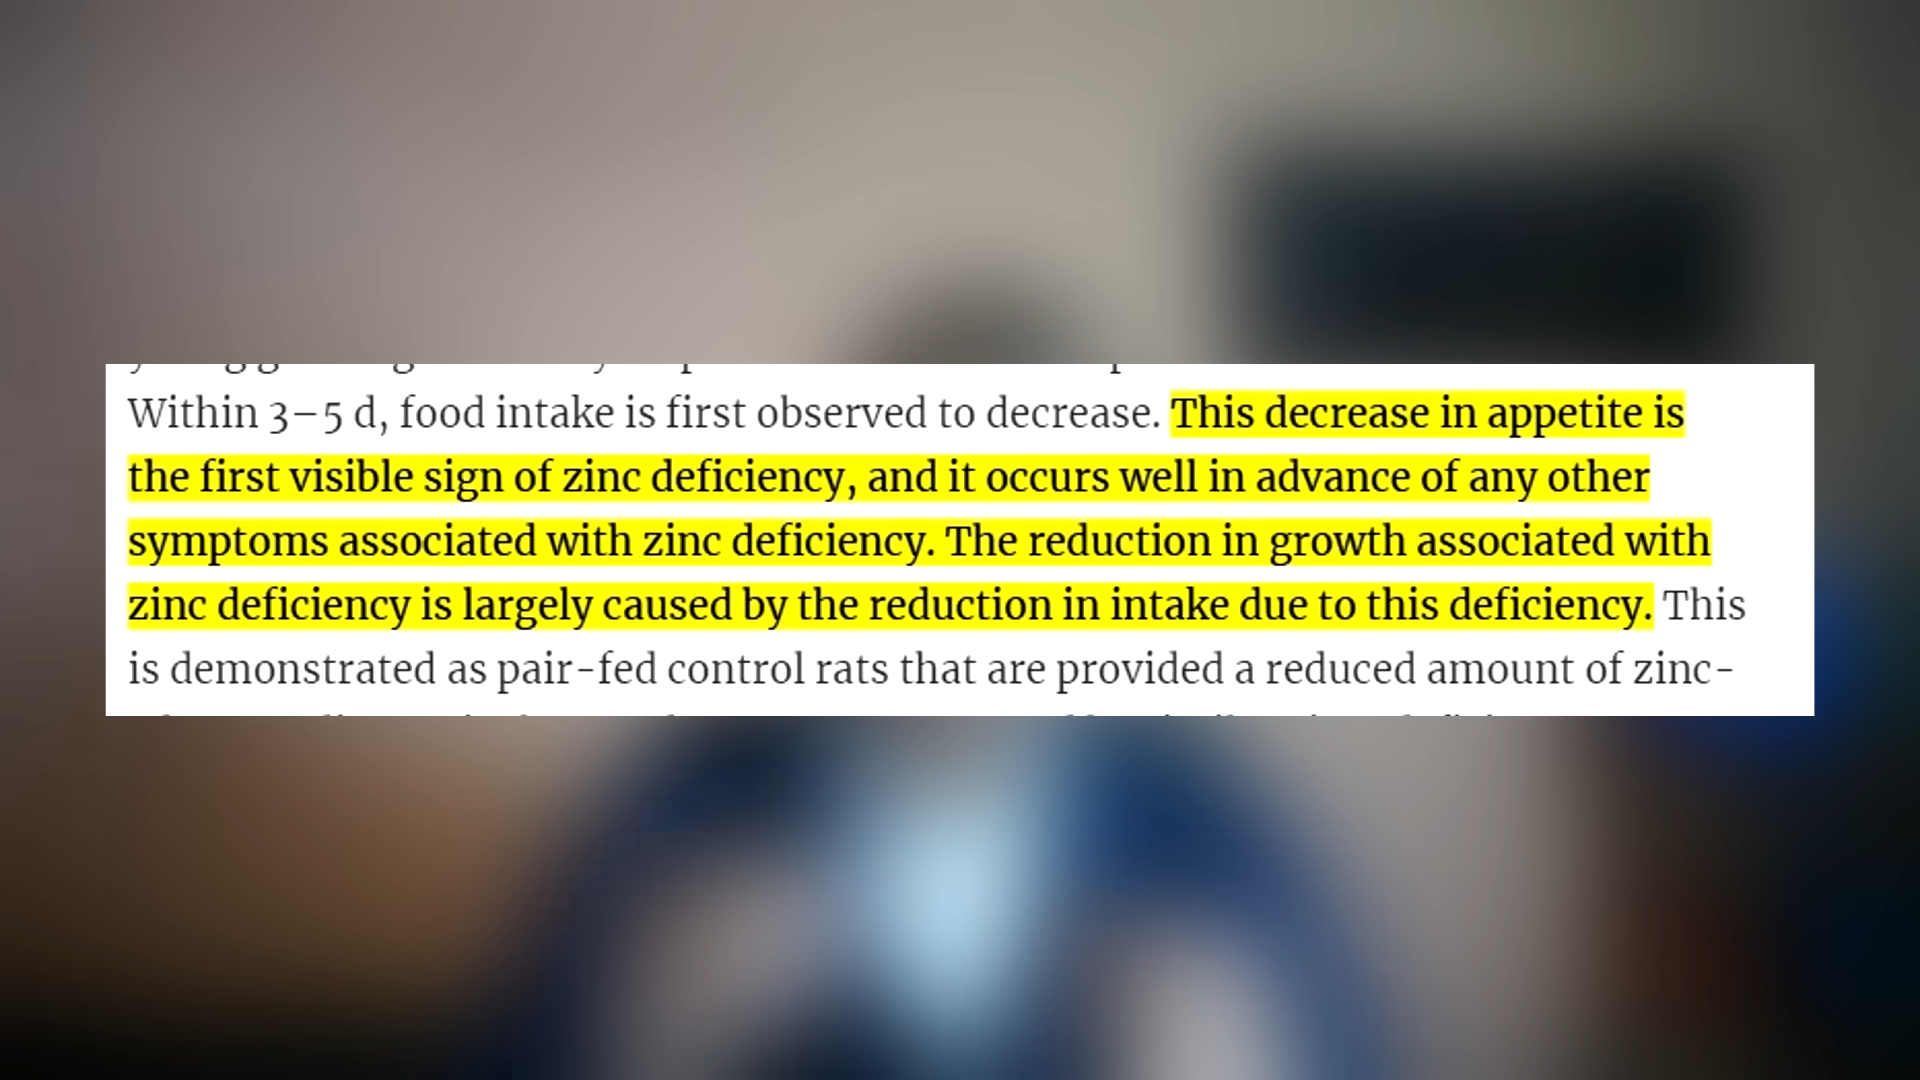 Within 3–5 d, food intake is first observed to decrease. This decrease in appetite is
the first visible sign of zinc deficiency, and it occurs well in advance of any other
symptoms associated with zinc deficiency. The reduction in growth associated with
zinc deficiency is largely caused by the reduction in intake due to this deficiency. This
is demonstrated as pair-fed control rats that are provided a reduced amount of zinc-